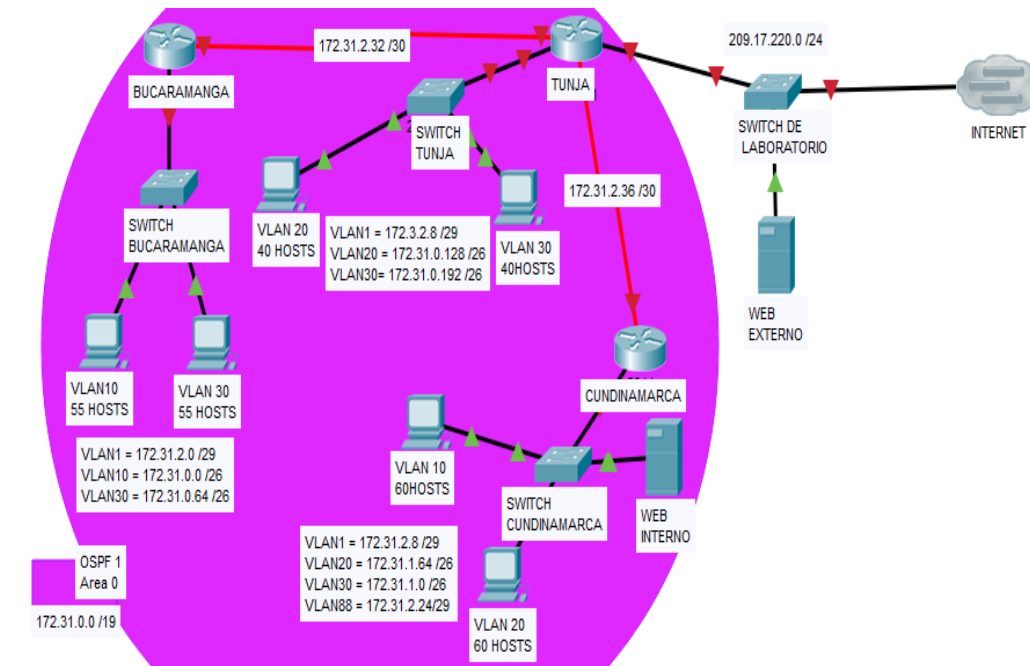 172.31.2.32 /30
209.17.220.0 /24
BUCARAMANGA
TUNJA
INTERNET
SWITCH DE
LABORATORIO
SWITCH
TUNJA
172.31.2.36 /30
VLAN 20
40 HOSTS
VLAN1 = 172.3.2.8 /29
VLAN20 = 172.31.0.128 /26
VLAN30= 172.31.0.192 /26
VLAN 30
40HOSTS
SWITCH
BUCARAMANGA
WEB
EXTERNO
VLAN10
55 HOSTS
VLAN 30
55 HOSTS
CUNDINAMARCA
VLAN1 = 172.31.2.0 /29
VLAN10 = 172.31.0.0 /26
VLAN30 = 172.31.0.64 /26
VLAN 10
60HOSTS
SWITCH
CUNDINAMARCA
WEB
INTERNO
VLAN1 = 172.31.2.8 /29
VLAN20 = 172.31.1.64 /26
VLAN30 = 172.31.1.0 /26
VLAN88 = 172.31.2.24/29
OSPF 1
Area 0
172.31.0.0 /19
VLAN 20
60 HOSTS